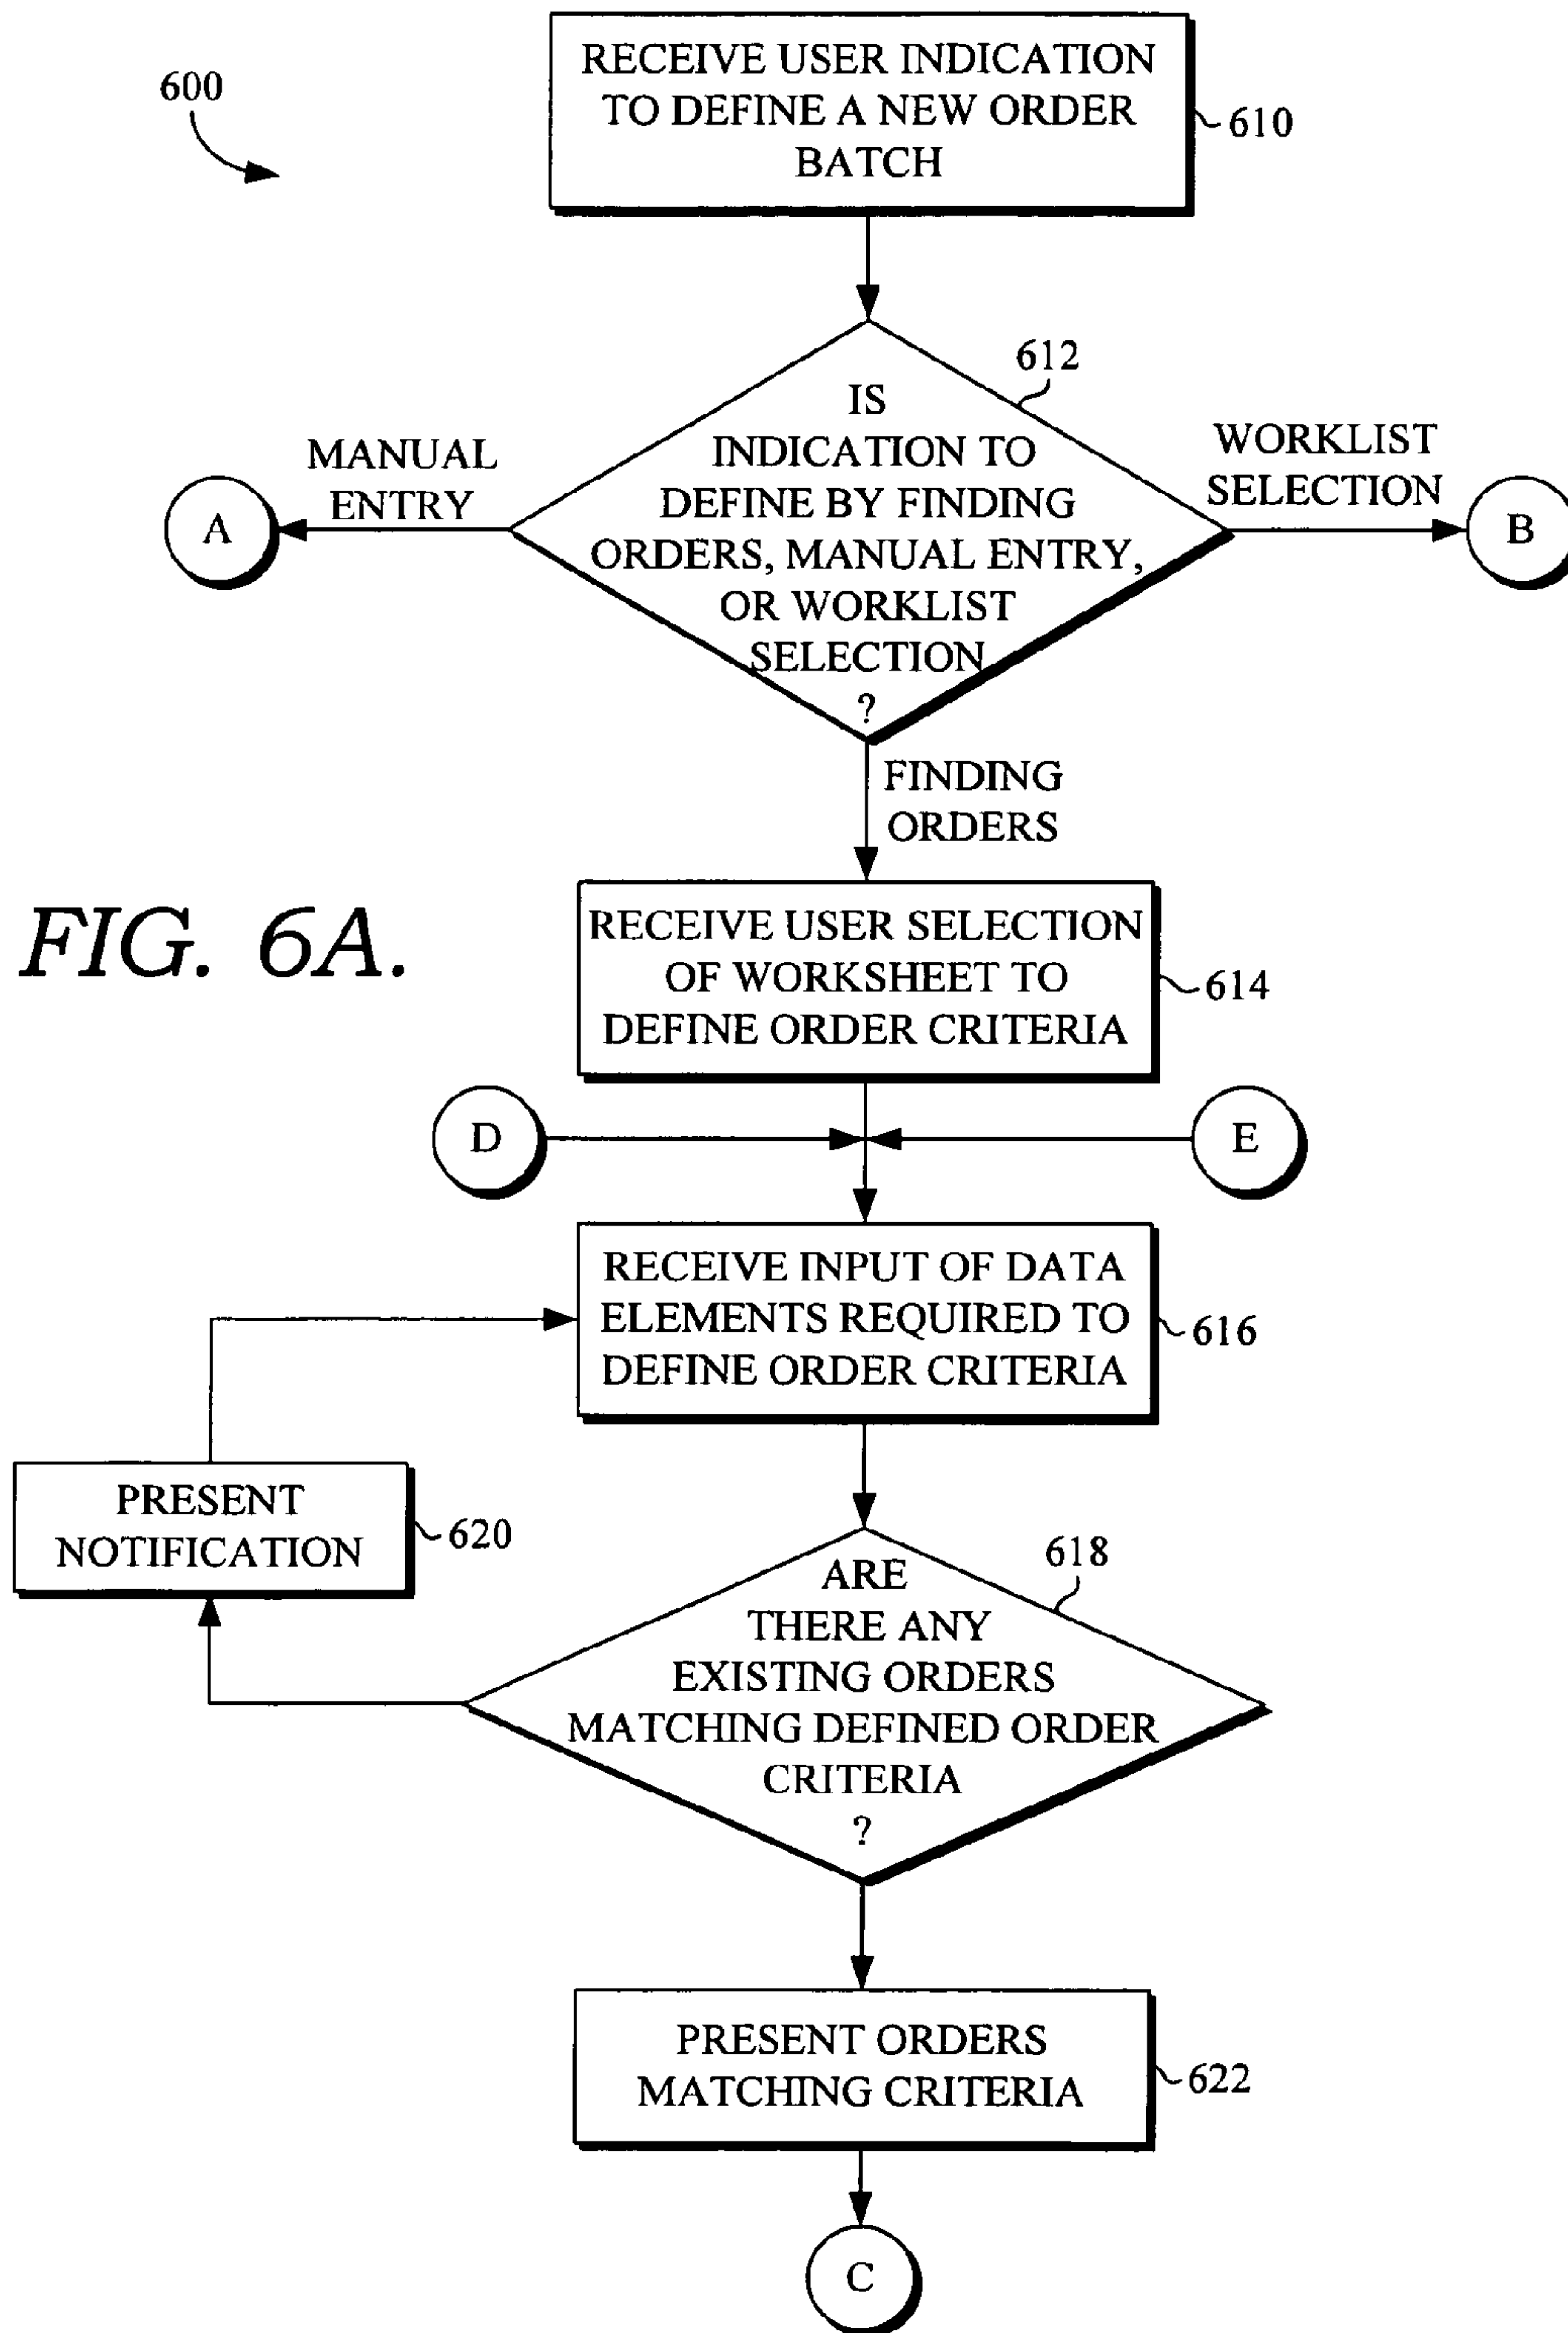 600
RECEIVE USER INDICATION
TO DEFINE A NEW ORDER
BATCH
610
612
IS
INDICATION TO
DEFINE BY FINDING
ORDERS, MANUAL ENTRY,
OR WORKLIST
SELECTION
?
MANUAL
ENTRY
A
WORKLIST
SELECTION
B
FINDING
ORDERS
FIG. 6A.
RECEIVE USER SELECTION
OF WORKSHEET TO
DEFINE ORDER CRITERIA
614
D
E
RECEIVE INPUT OF DATA
ELEMENTS REQUIRED TO
DEFINE ORDER CRITERIA
616
PRESENT
NOTIFICATION
620
618
ARE
THERE ANY
EXISTING ORDERS
MATCHING DEFINED ORDER
CRITERIA
?
PRESENT ORDERS
MATCHING CRITERIA
622
C